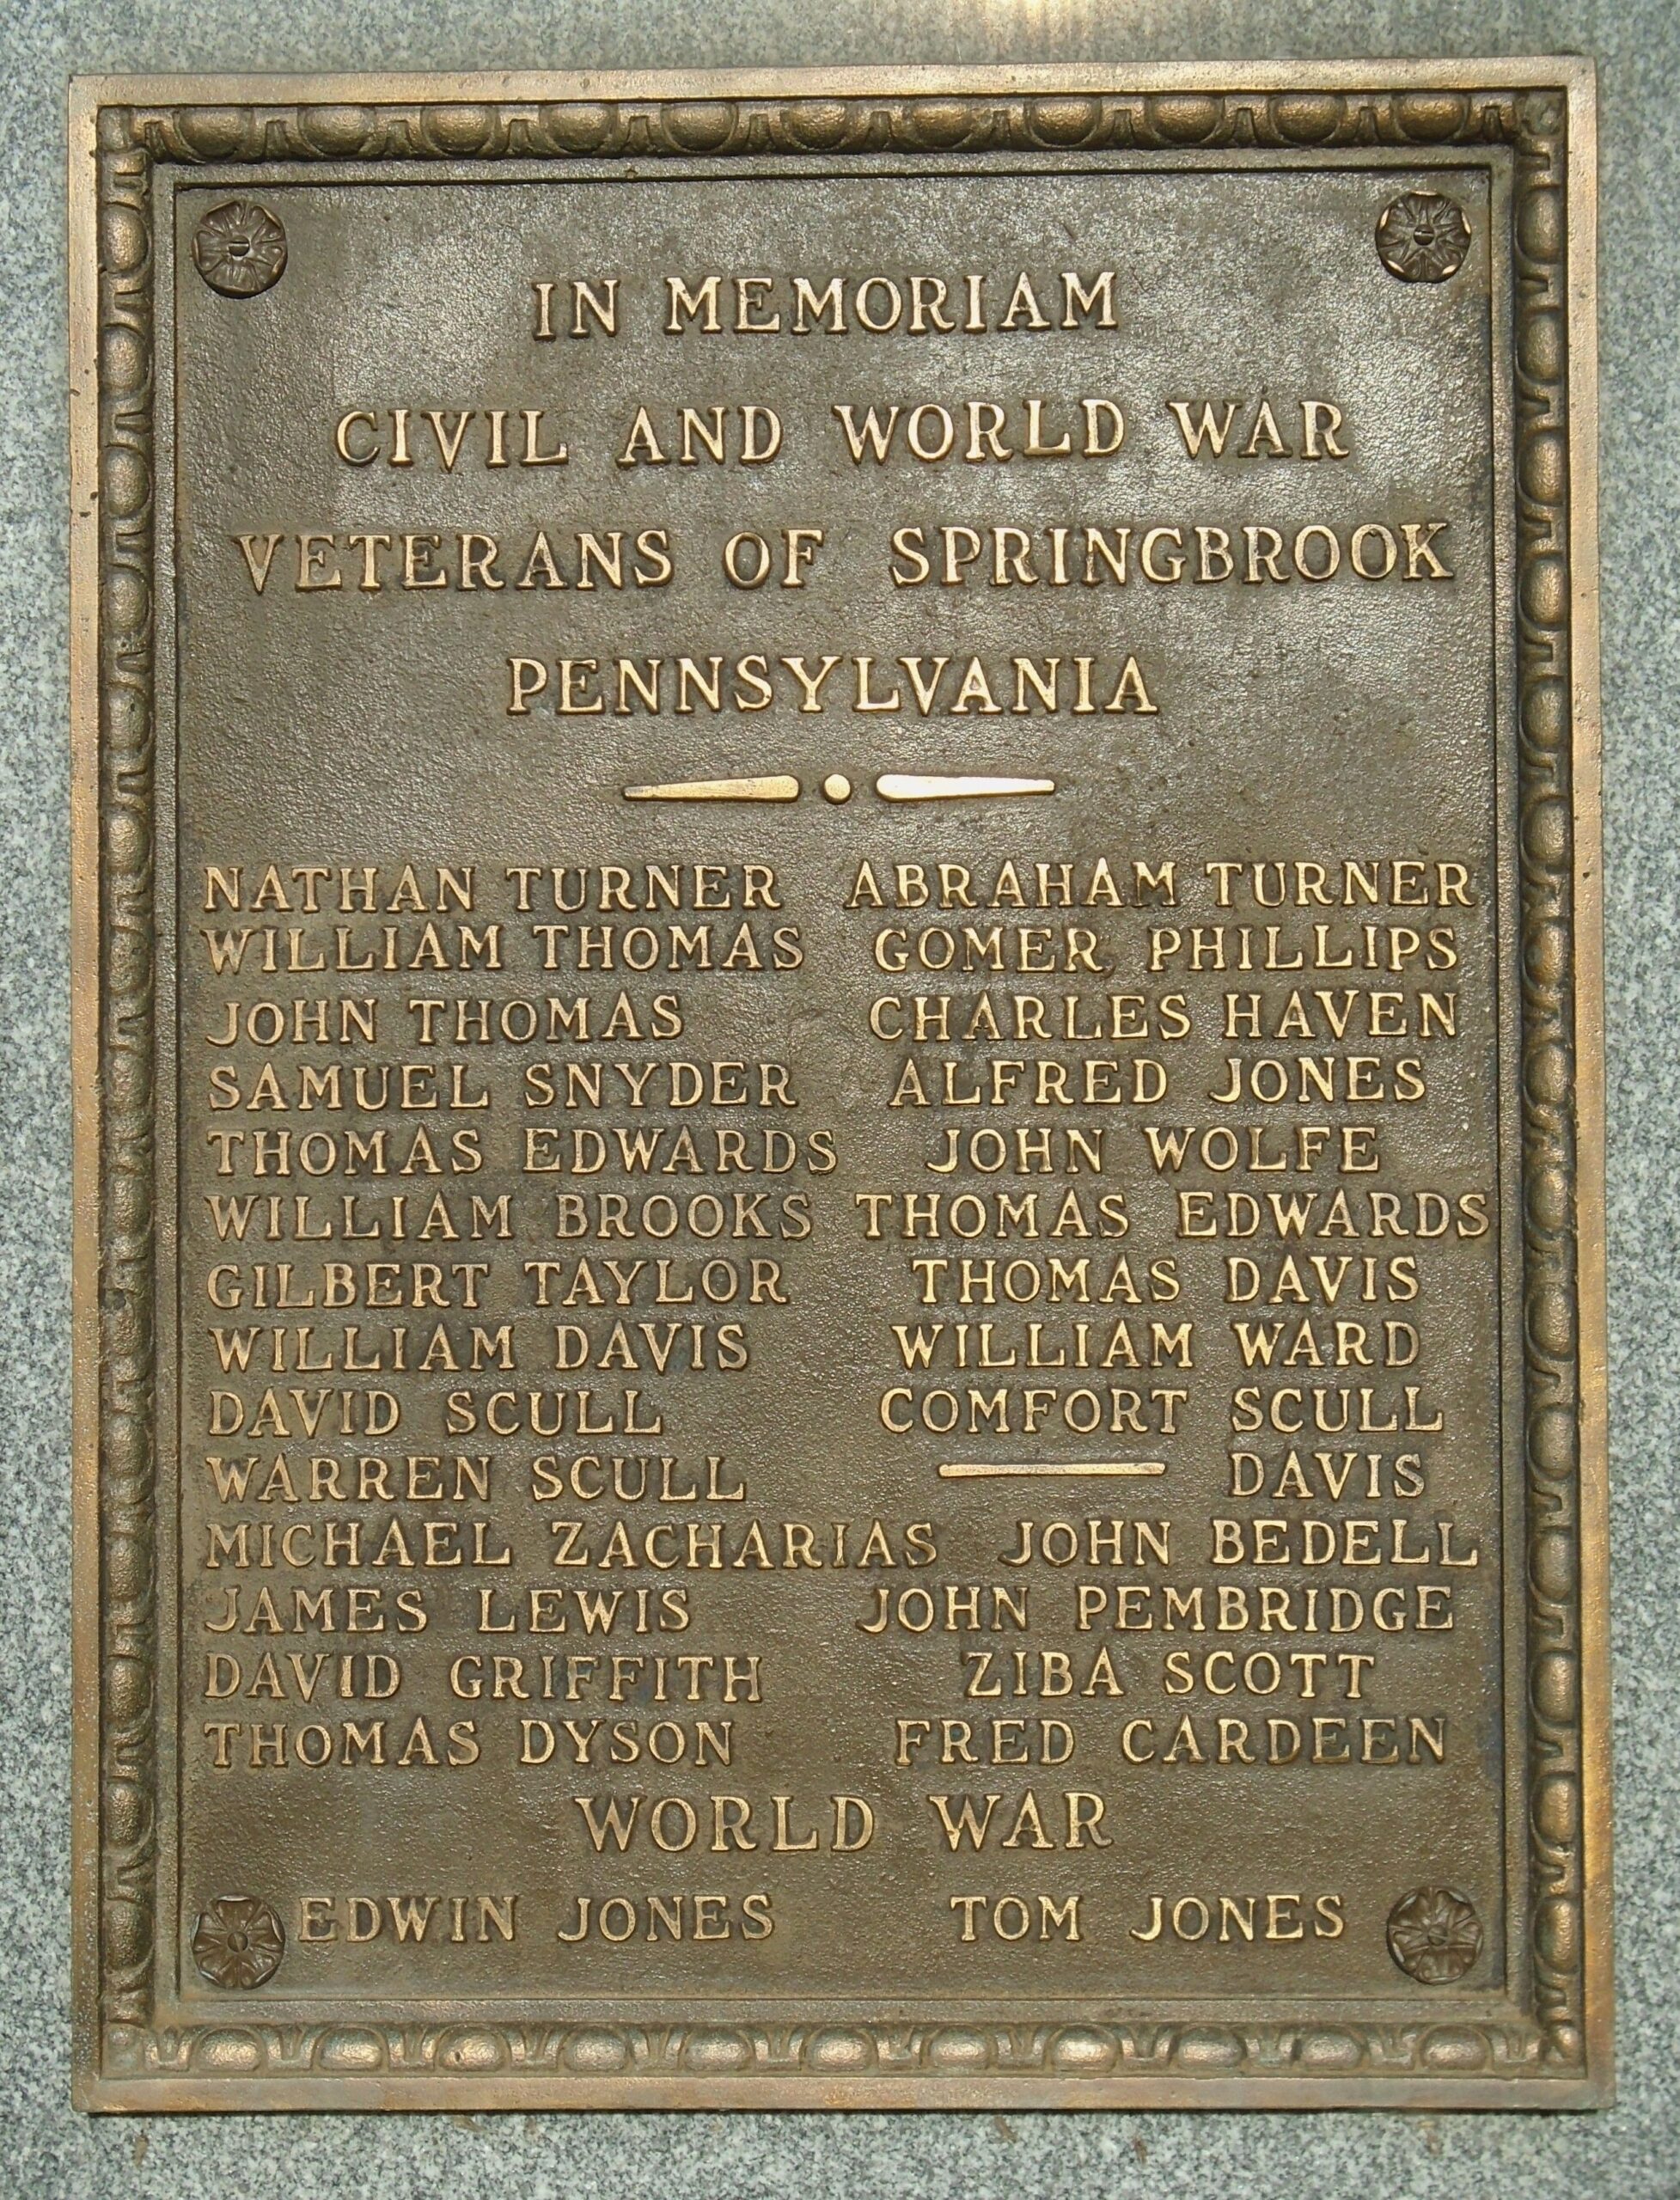 IN MEMORIAM
CIVIL AND WORLD WAR
VETERANS OF SPRINGBROOK
PENNSYLVANIA
NATHAN TURNER ABRAHAM TURNER
WILLIAM THOMAS GOMER PHILLIPS
JOHN THOMAS CHARLES HAVEN
SAMUEL SNYDER ALFRED JONES
THOMAS EDWARDS JOHN WOLFE
WILLIAM BROOKS THOMAS EDWARDS
GILBERT TAYLOR THOMAS DAVIS
WILLIAM DAVIS WILLIAM WARD
DAVID SCULL COMFORT SCULL
WARREN SCULL — DAVIS
MICHAEL ZACHARIAS JOHN BEDELL
JAMES LEWIS JOHN PEMBRIDGE
DAVID GRIFFITH ZIBA SCOTT
THOMAS DYSON FRED CARDEEN
WORLD WAR
EDWIN JONES TOM JONES